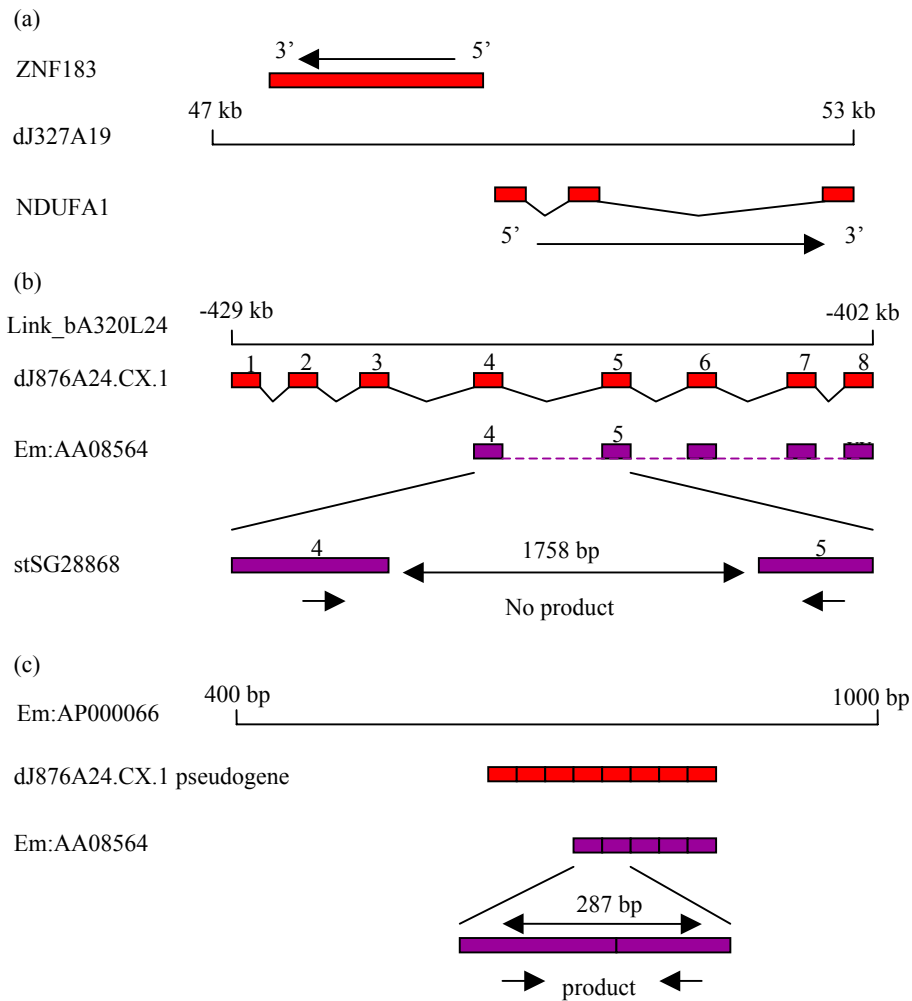 (a)
3’ 5’
ZNF183
47 kb 53 kb
dJ327A19
NDUFA1
5’ 3’
(b)
-429 kb -402 kb
Link_bA320L24
1 2 3 4 5 6 7 8
dJ876A24.CX.1
4 5
Em:AA08564
4 1758 bp 5
stSG28868
No product
(c)
400 bp 1000 bp
Em:AP000066
dJ876A24.CX.1 pseudogene
Em:AA08564
287 bp
product